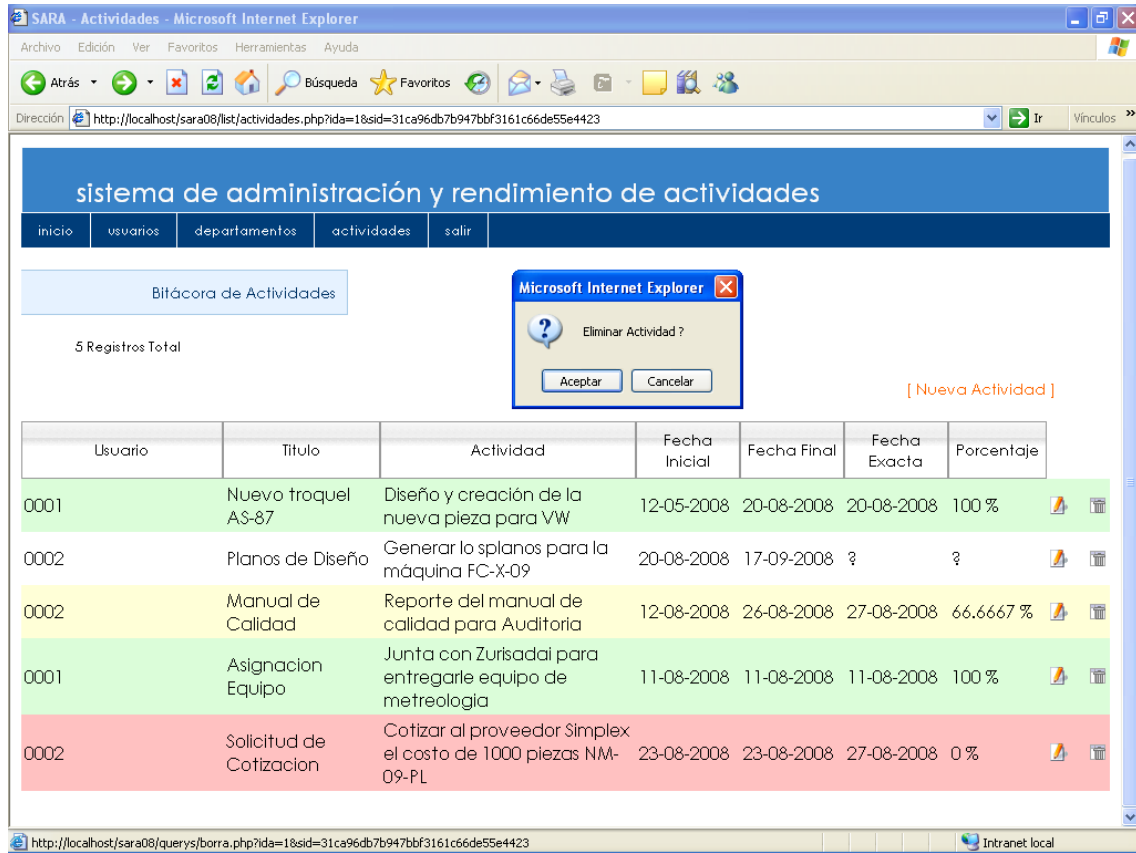 SARA - Actividades - Microsoft Internet Explorer
Archivo Edición Ver Favoritos Herramientas Ayuda
Atrás Búsqueda Favoritos
Dirección http://localhost/sara08/list/actividades.php?ida=1&sid=31ca96db7b947bbf3161c66de55e4423 Ir Vínculos »
sistema de administración y rendimiento de actividades
inicio usuarios departamentos actividades salir
Bitácora de Actividades
5 Registros Total
Microsoft Internet Explorer
Eliminar Actividad ?
Aceptar Cancelar
[ Nueva Actividad ]
Usuario Titulo Actividad Fecha Inicial Fecha Final Fecha Exacta Porcentaje
0001 Nuevo troquel AS-87 Diseño y creación de la nueva pieza para VW 12-05-2008 20-08-2008 20-08-2008 100 %
0002 Planos de Diseño Generar lo splanos para la máquina FC-X-09 20-08-2008 17-09-2008 ? ?
0002 Manual de Calidad Reporte del manual de calidad para Auditoria 12-08-2008 26-08-2008 27-08-2008 66.6667 %
0001 Asignacion Equipo Junta con Zurisadai para entregarle equipo de metreologia 11-08-2008 11-08-2008 11-08-2008 100 %
0002 Solicitud de Cotizacion Cotizar al proveedor Simplex el costo de 1000 piezas NM-09-PL 23-08-2008 23-08-2008 27-08-2008 0 %
http://localhost/sara08/querys/borra.php?ida=1&sid=31ca96db7b947bbf3161c66de55e4423 Intranet local